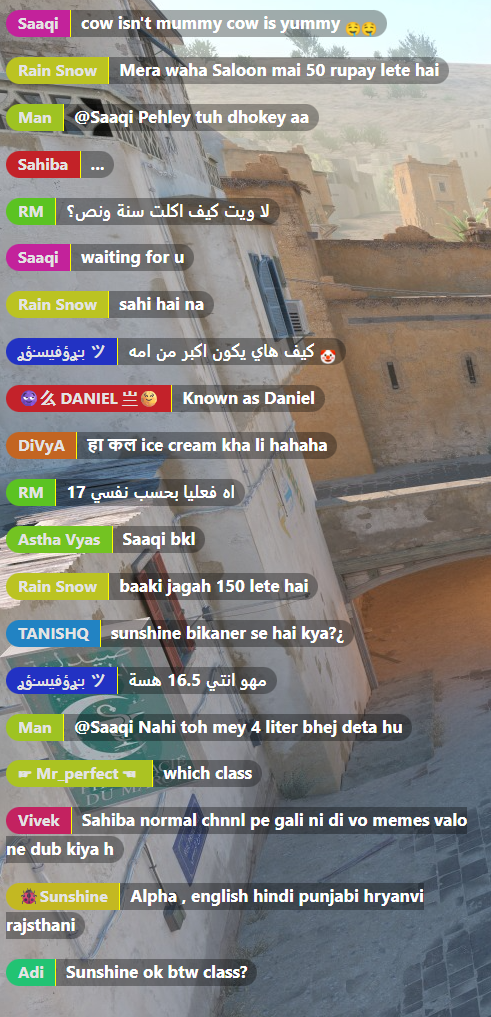 Saaqi cow isn't mummy cow is yummy 🤤🤤
Rain Snow Mera waha Saloon mai 50 rupay lete hai
Man @Saaqi Pehley tuh dhokey aa
Sahiba ...
RM لا ويت كيف اكلت سنة ونص؟
Saaqi waiting for u
Rain Snow sahi hai na
ツ كيف هاي يكون اكبر من امه 🤡
DANIEL 亗😏 Known as Daniel
DiVyA हा कल ice cream kha li hahaha
RM اه فعليا بحسب نفسي 17
Astha Vyas Saaqi bkl
Rain Snow baaki jagah 150 lete hai
TANISHQ sunshine bikaner se hai kya?¿
ツ مهو انتي 16.5 هسة
Man @Saaqi Nahi toh mey 4 liter bhej deta hu
☛ Mr_perfect ☚ which class
Vivek Sahiba normal chnnl pe gali ni di vo memes valo
ne dub kiya h
🐞Sunshine Alpha , english hindi punjabi hryanvi
rajsthani
Adi Sunshine ok btw class?